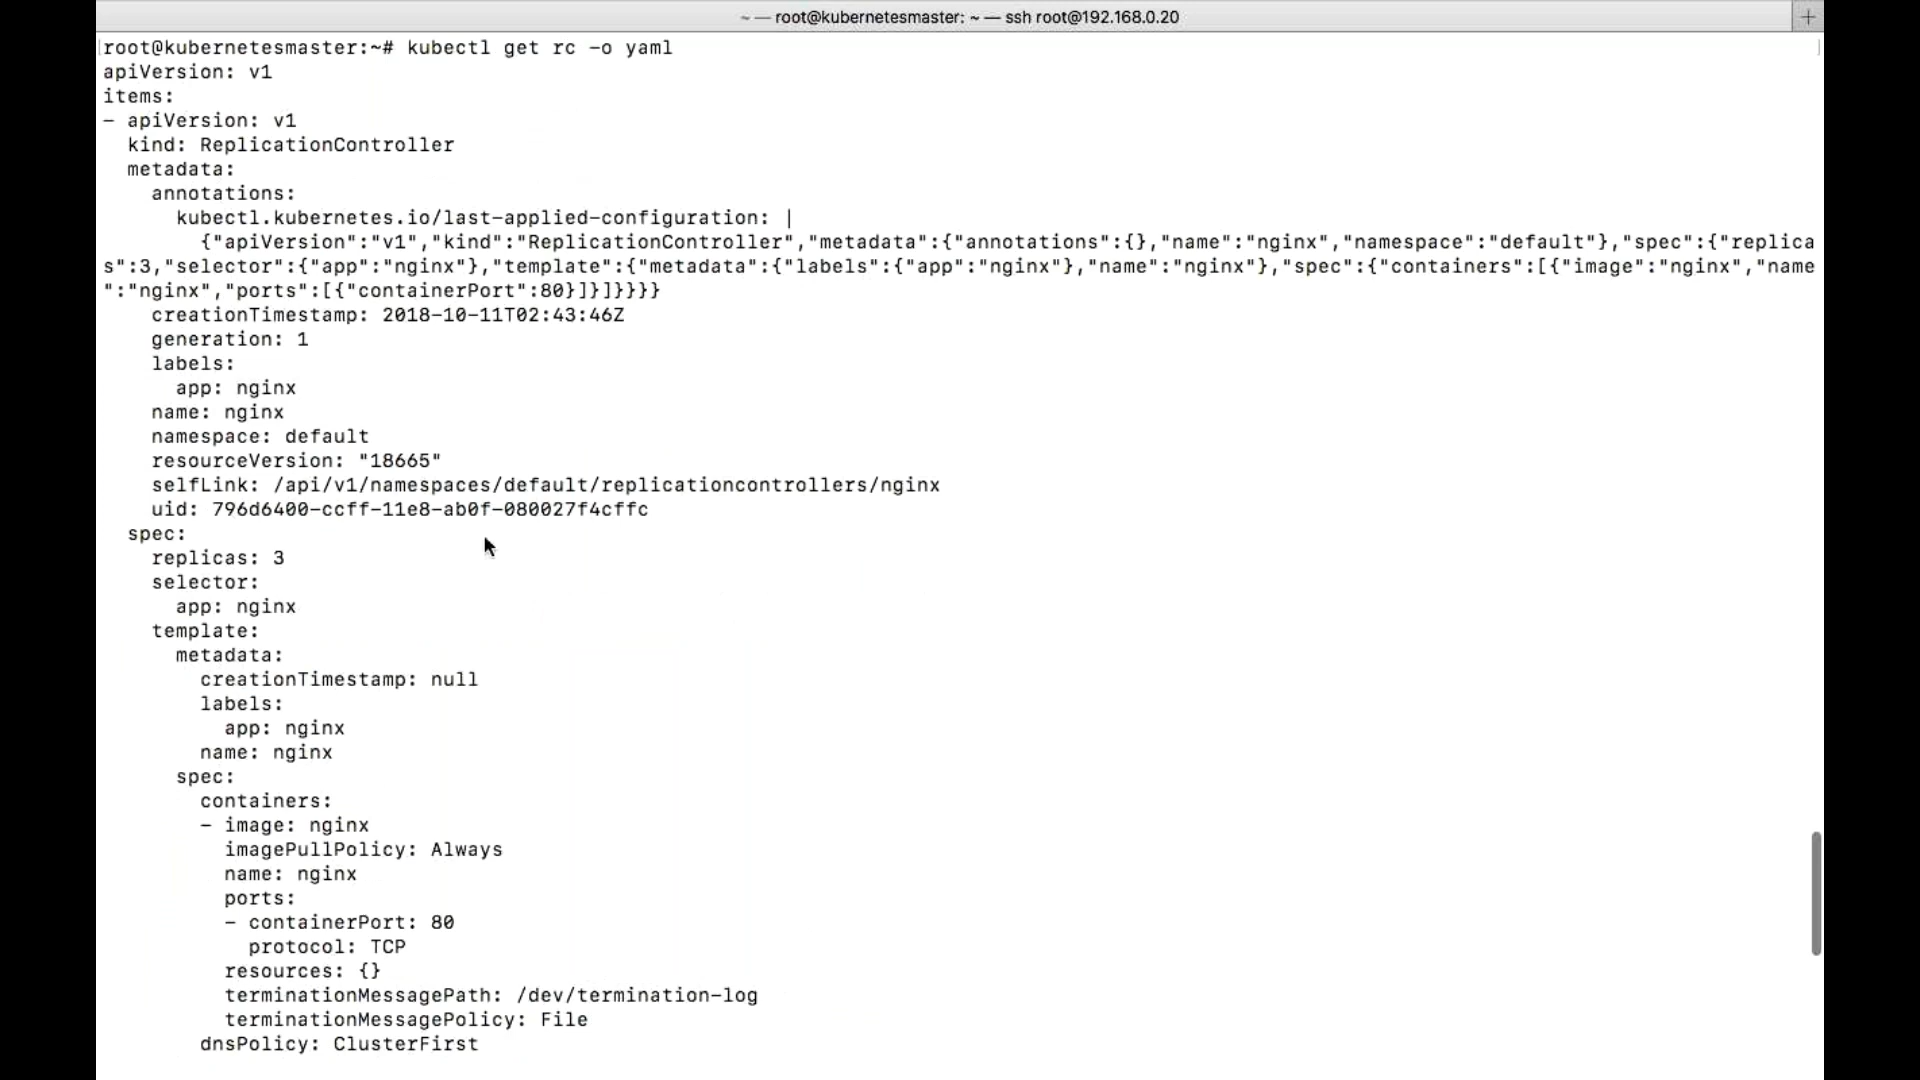 ~ — root@kubernetesmaster: ~ — ssh root@192.168.0.20
root@kubernetesmaster:~# kubectl get rc -o yaml
apiVersion: v1
items:
- apiVersion: v1
  kind: ReplicationController
  metadata:
    annotations:
      kubectl.kubernetes.io/last-applied-configuration: |
        {"apiVersion":"v1","kind":"ReplicationController","metadata":{"annotations":{},"name":"nginx","namespace":"default"},"spec":{"replica
s":3,"selector":{"app":"nginx"},"template":{"metadata":{"labels":{"app":"nginx"},"name":"nginx"},"spec":{"containers":[{"image":"nginx","name
":"nginx","ports":[{"containerPort":80}]}]}}}}
    creationTimestamp: 2018-10-11T02:43:46Z
    generation: 1
    labels:
      app: nginx
    name: nginx
    namespace: default
    resourceVersion: "18665"
    selfLink: /api/v1/namespaces/default/replicationcontrollers/nginx
    uid: 796d6400-ccff-11e8-ab0f-080027f4cffc
  spec:
    replicas: 3
    selector:
      app: nginx
    template:
      metadata:
        creationTimestamp: null
        labels:
          app: nginx
        name: nginx
      spec:
        containers:
        - image: nginx
          imagePullPolicy: Always
          name: nginx
          ports:
          - containerPort: 80
            protocol: TCP
          resources: {}
          terminationMessagePath: /dev/termination-log
          terminationMessagePolicy: File
        dnsPolicy: ClusterFirst